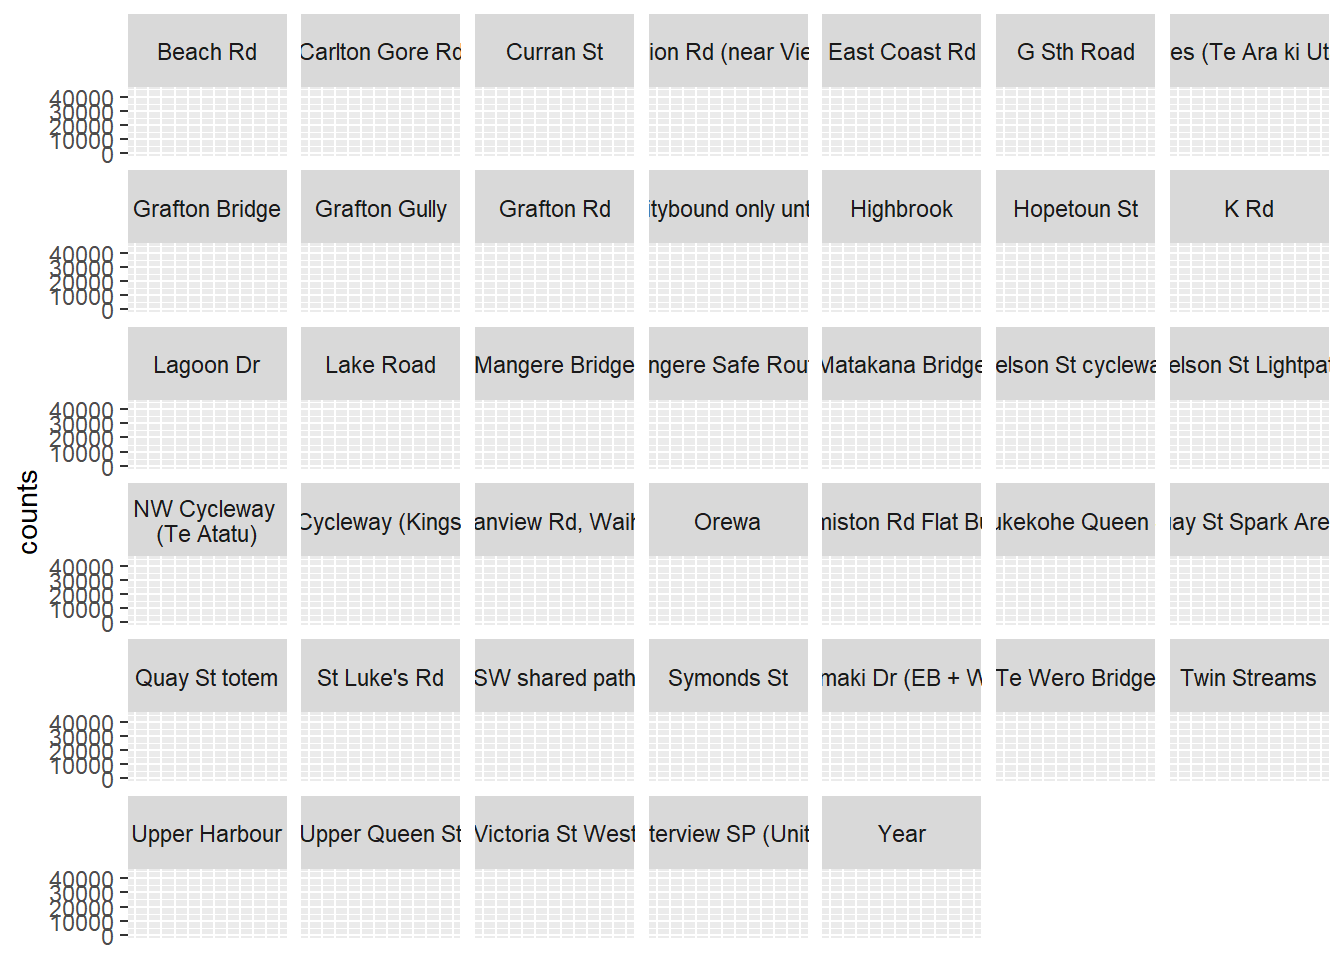 Beach Rd
Carlton Gore Rd
Curran St
ion Rd (near Vie
East Coast Rd
G Sth Road
es (Te Ara ki Ut
40000
30000
20000
10000
0
Grafton Bridge
Grafton Gully
Grafton Rd
itybound only unt
Highbrook
Hopetoun St
K Rd
40000
30000
20000
10000
0
Lagoon Dr
Lake Road
Mangere Bridge
ngere Safe Rout
Matakana Bridge
elson St cyclewa
elson St Lightpat
40000
30000
20000
10000
0
counts
NW Cycleway
(Te Atatu)
Cycleway (Kings
anview Rd, Waih
Orewa
miston Rd Flat Bu
ukekohe Queen
uay St Spark Are
40000
30000
20000
10000
0
Quay St totem
St Luke's Rd
SW shared path
Symonds St
maki Dr (EB + W
Te Wero Bridge
Twin Streams
40000
30000
20000
10000
0
Upper Harbour
Upper Queen St
Victoria St West
terview SP (Unit
Year
40000
30000
20000
10000
0